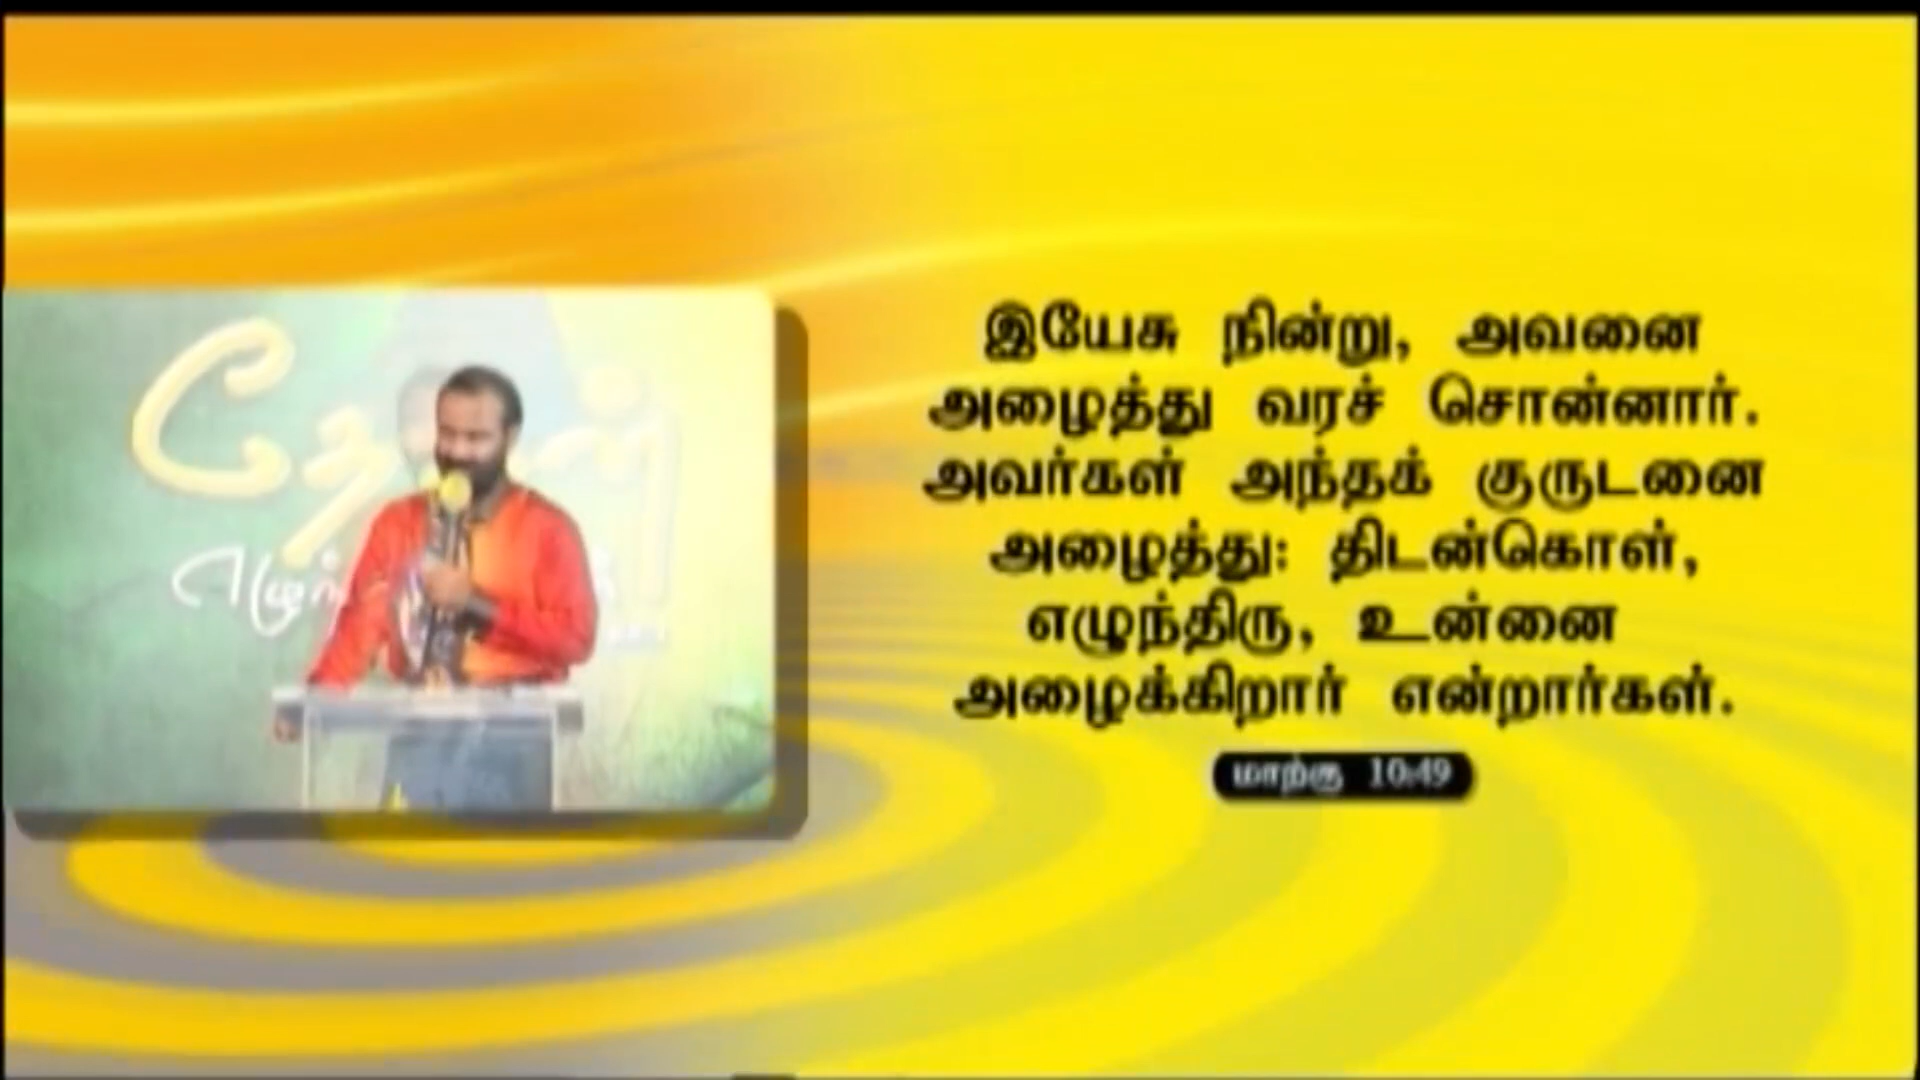 இயேசு நின்று, அவனை
அழைத்து வரச் சொன்னார்.
அவர்கள் அந்தக் குருடனை
அழைத்து: திடன்கொள்,
எழுந்திரு, உன்னை
அழைக்கிறார் என்றார்கள்.
மாற்கு 10:49